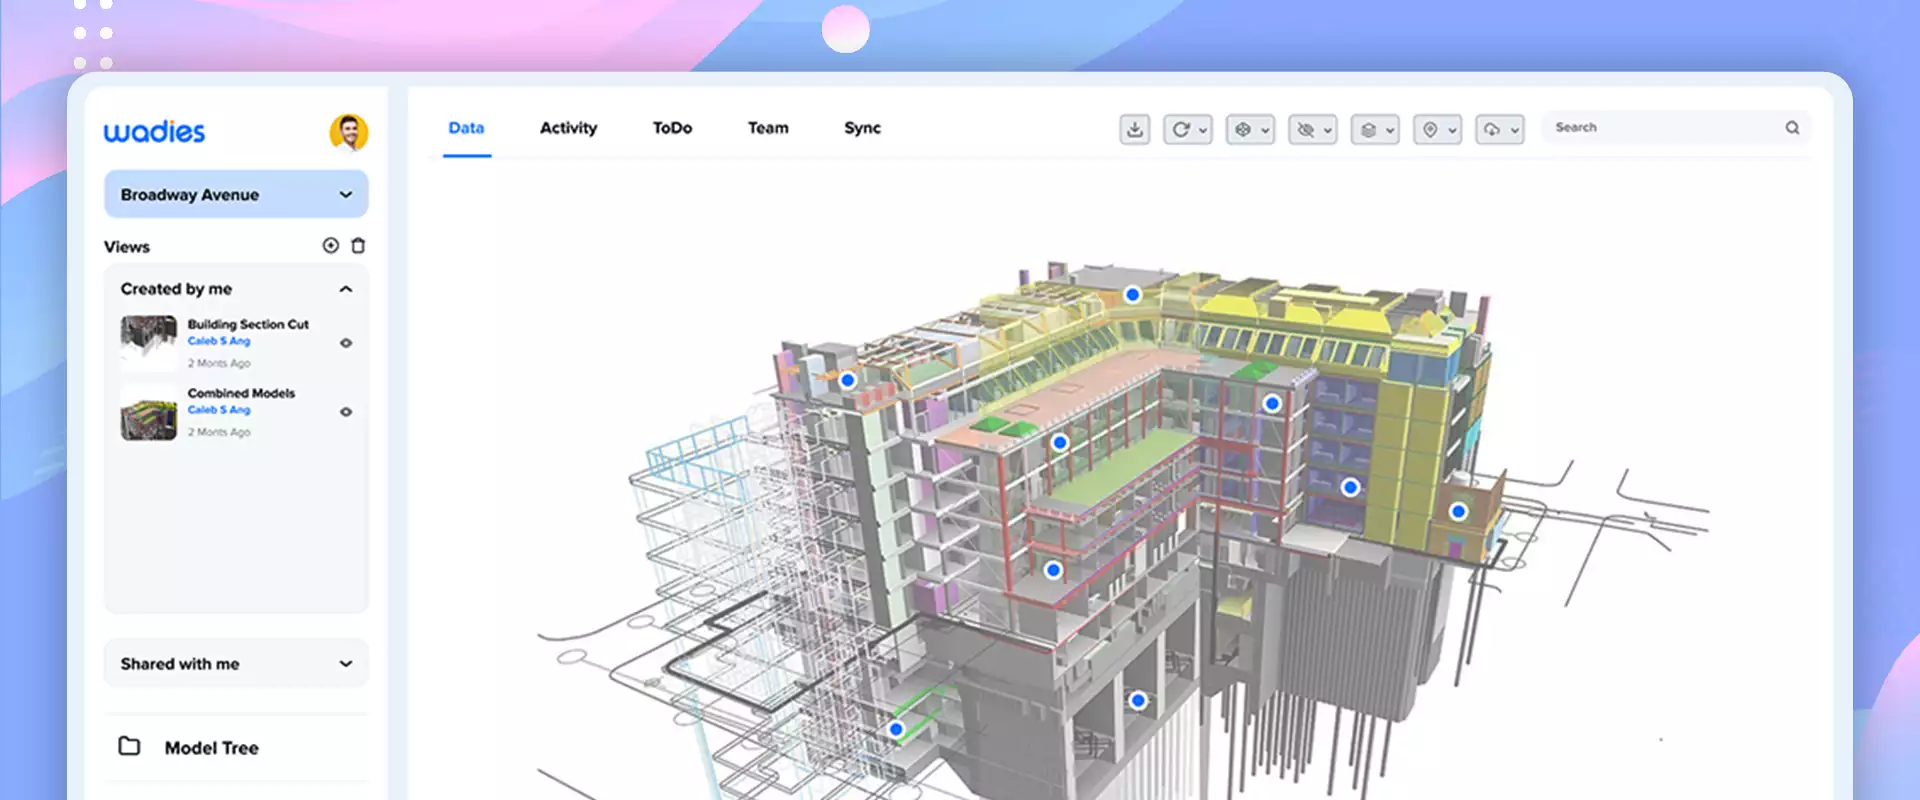 wadies
Broadway Avenue
Views
Created by me
Building Section Cut
Caleb S Ang
2 Monts Ago
Combined Models
Caleb S Ang
2 Monts Ago
Shared with me
Model Tree
Data
Activity
ToDo
Team
Sync
Search